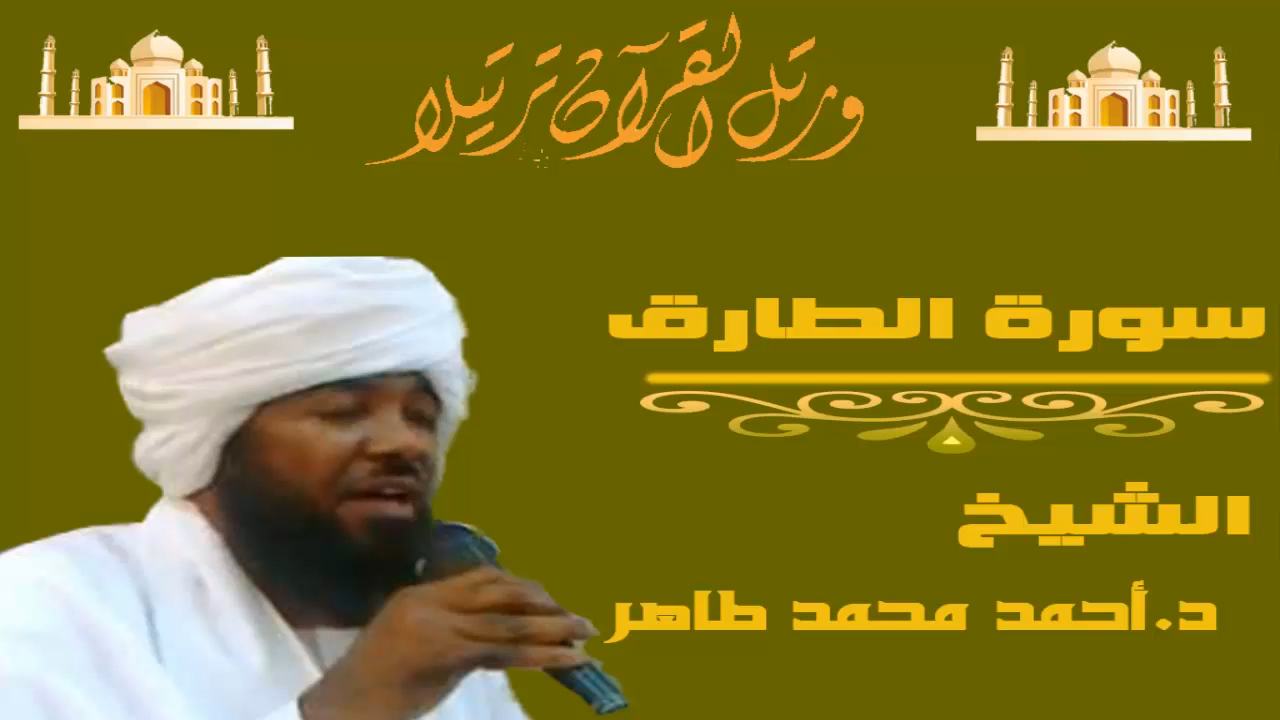 ورتل القرآن ترتيلا
سورة الطارق
الشيخ
د.أحمد محمد طاهر